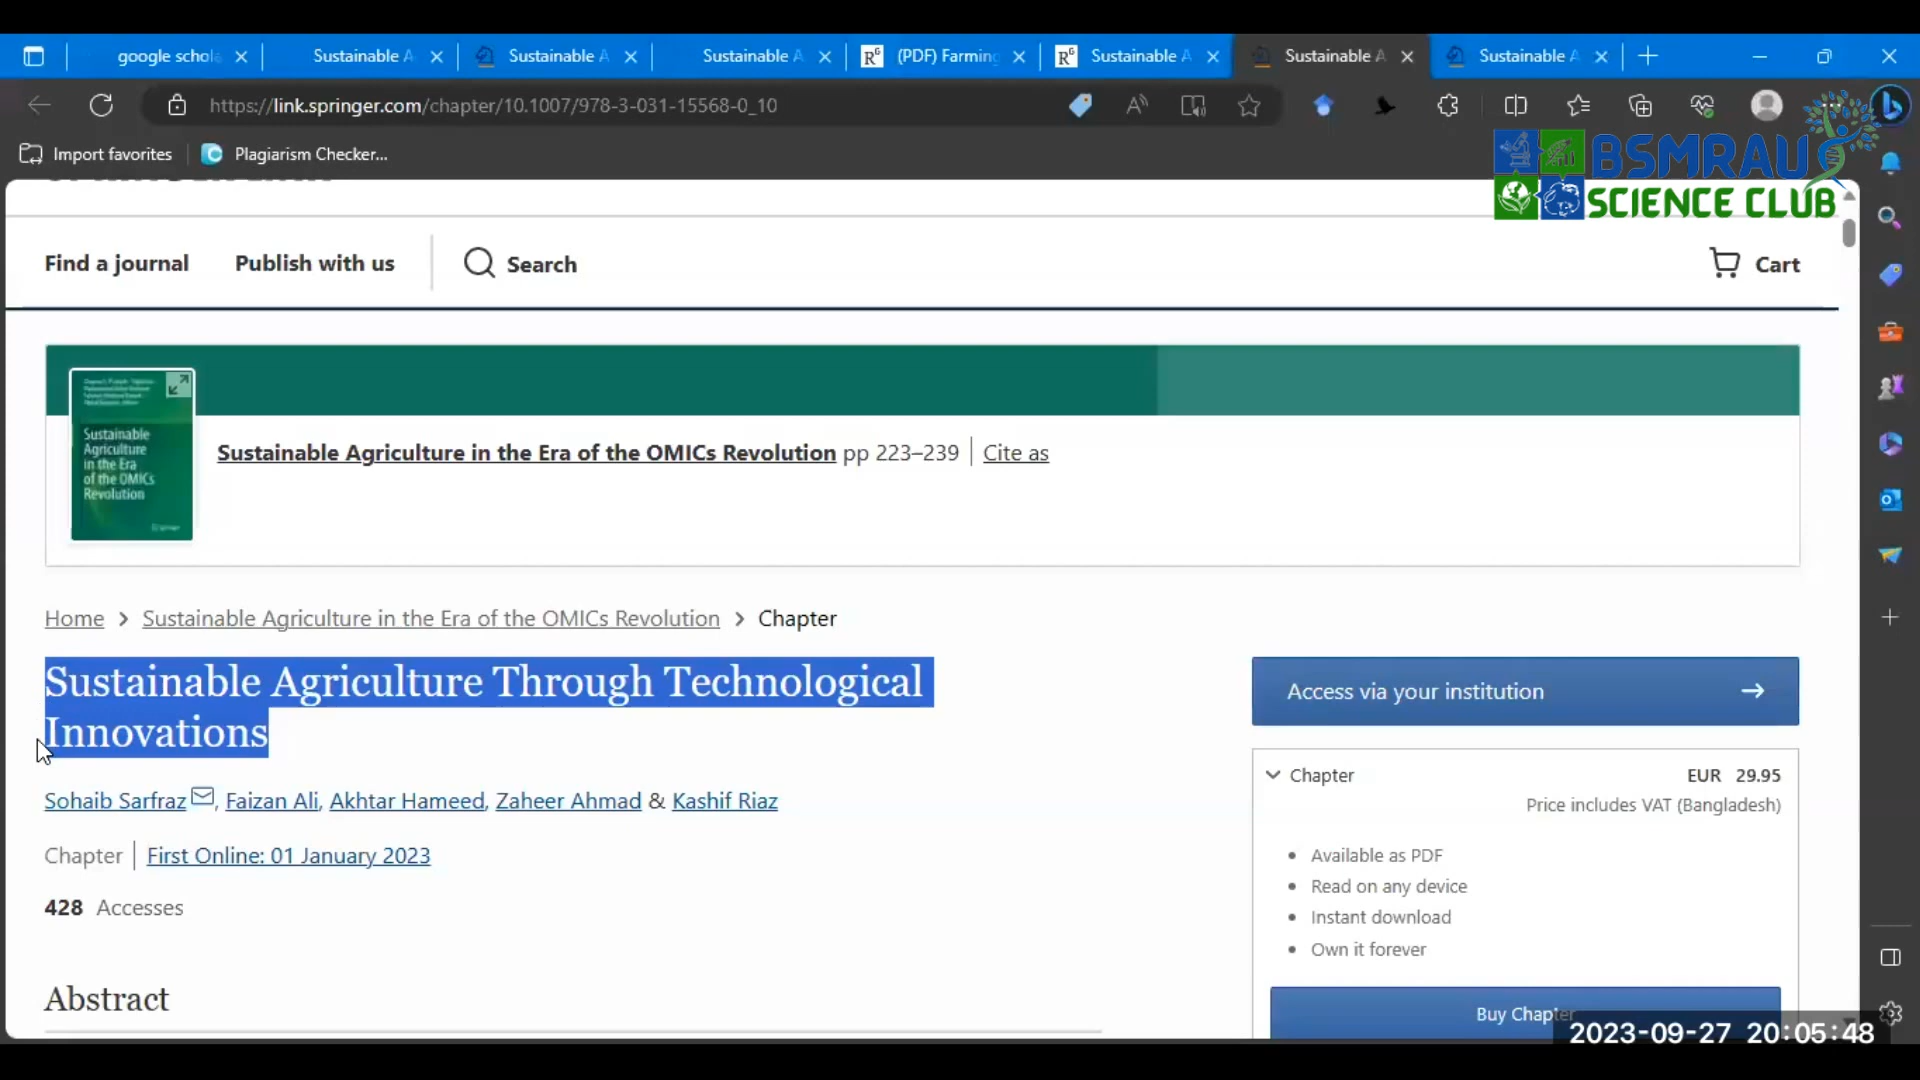 google schol
Sustainable A
Sustainable A
Sustainable A
(PDF) Farming
Sustainable A
Sustainable A
Sustainable A
https://link.springer.com/chapter/10.1007/978-3-031-15568-0_10
Import favorites
Plagiarism Checker...
BSMRAU
SCIENCE CLUB
Find a journal
Publish with us
Search
Cart
Sustainable
Agriculture
in the Era
of the OMICs
Revolution
Sustainable Agriculture in the Era of the OMICs Revolution pp 223–239 | Cite as
Home > Sustainable Agriculture in the Era of the OMICs Revolution > Chapter
Sustainable Agriculture Through Technological
Innovations
Sohaib Sarfraz, Faizan Ali, Akhtar Hameed, Zaheer Ahmad & Kashif Riaz
Chapter | First Online: 01 January 2023
428 Accesses
Abstract
Access via your institution →
Chapter EUR 29.95
Price includes VAT (Bangladesh)
• Available as PDF
• Read on any device
• Instant download
• Own it forever
Buy Chapter
2023-09-27 20:05:48